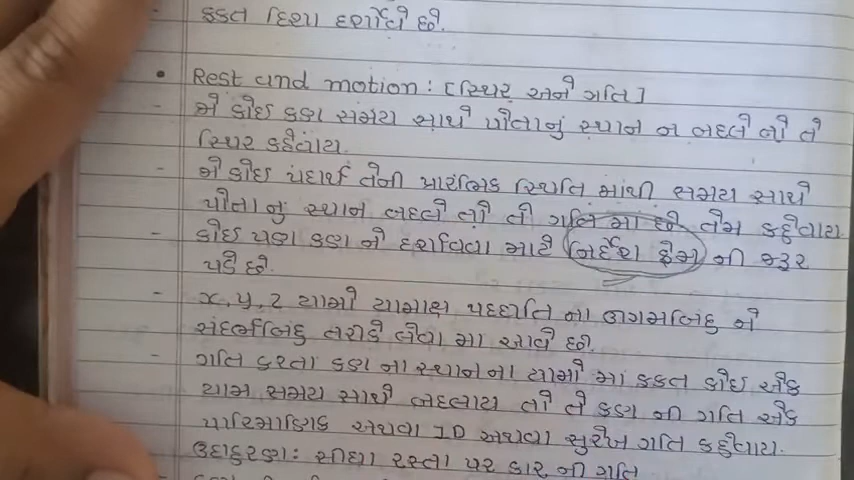 - ફક્ત દિશા દર્શાવે છે.
• Rest and motion : [સ્થિર અને ગતિ]
- જો કોઇ કણ સમય સાથે પોતાનું સ્થાન ન બદલે તો તે
સ્થિર કહેવાય.
- જો કોઇ પદાર્થ તેની પ્રારંભિક સ્થિતિ માંથી સમય સાથે
પોતાનું સ્થાન બદલે તો તે ગતિ માં છે તેમ કહેવાય.
- કોઇ પણ કણ ને દર્શાવવા માટે નિર્દેશ ફ્રેમ ની જરૂર
પડે છે.
- x, y, z યામો યામાક્ષ પદ્દતિ ના ઊગમબિંદુ ને
સંદર્ભબિંદુ તરીકે લેવા મા આવે છે.
- ગતિ કરતા કણ ના સ્થાન ના યામો માં ફક્ત કોઇ એક
યામ સમય સાથે બદલાય તો તે કણ ની ગતિ એક
પારિમાણિક અથવા 1D અથવા સુરેખ ગતિ કહેવાય.
ઉદાહરણ: સીધા રસ્તા પર કાર ની ગતિ